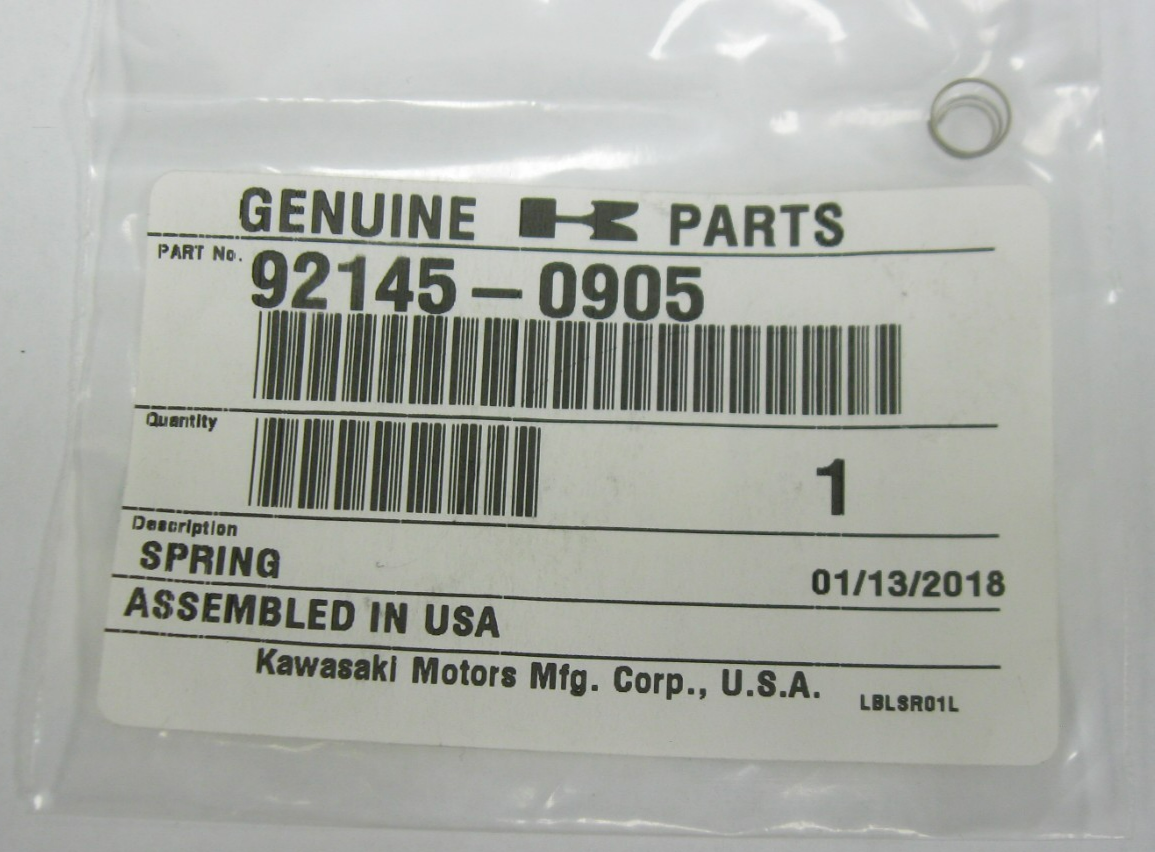 GENUINE K PARTS
PART No. 92145-0905
Quantity 1
Description
SPRING 01/13/2018
ASSEMBLED IN USA
Kawasaki Motors Mfg. Corp., U.S.A. LBLSR01L